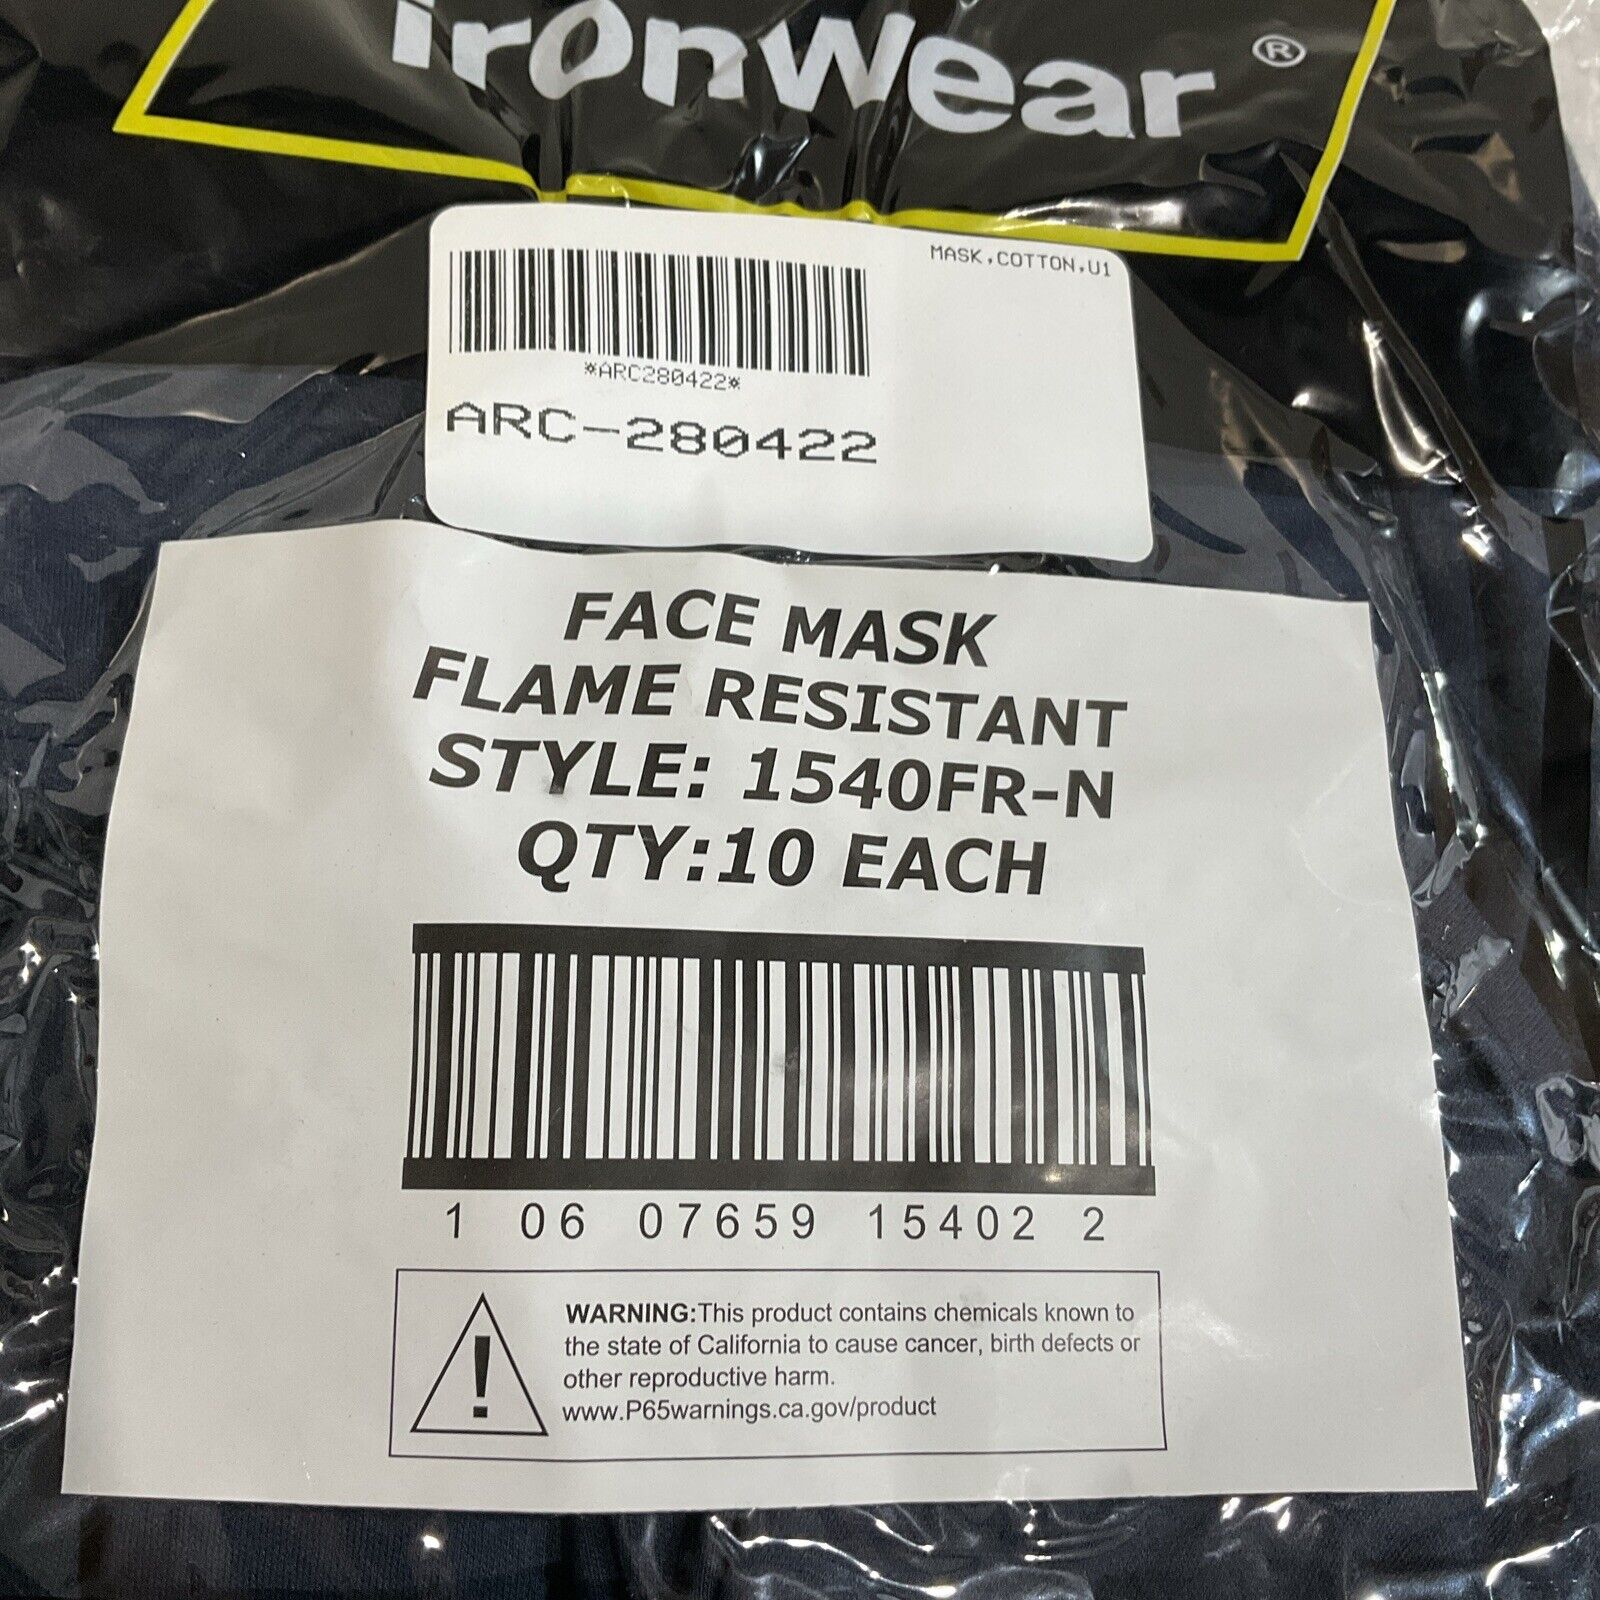 ironwear ®
MASK,COTTON,U1
*ARC280422*
ARC-280422
FACE MASK
FLAME RESISTANT
STYLE: 1540FR-N
QTY:10 EACH
1 06 07659 15402 2
WARNING:This product contains chemicals known to
the state of California to cause cancer, birth defects or
other reproductive harm.
www.P65warnings.ca.gov/product